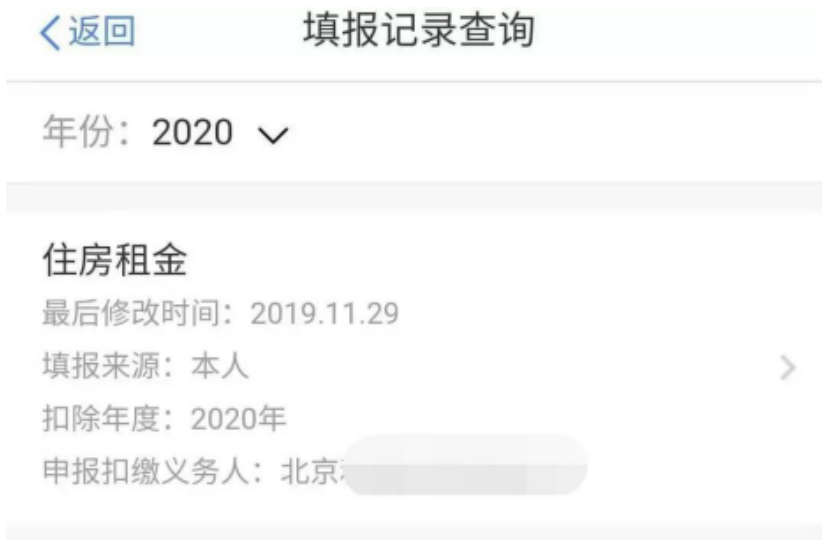 返回
填报记录查询
年份：2020
住房租金
最后修改时间：2019.11.29
填报来源：本人
扣除年度：2020年
申报扣缴义务人：北京